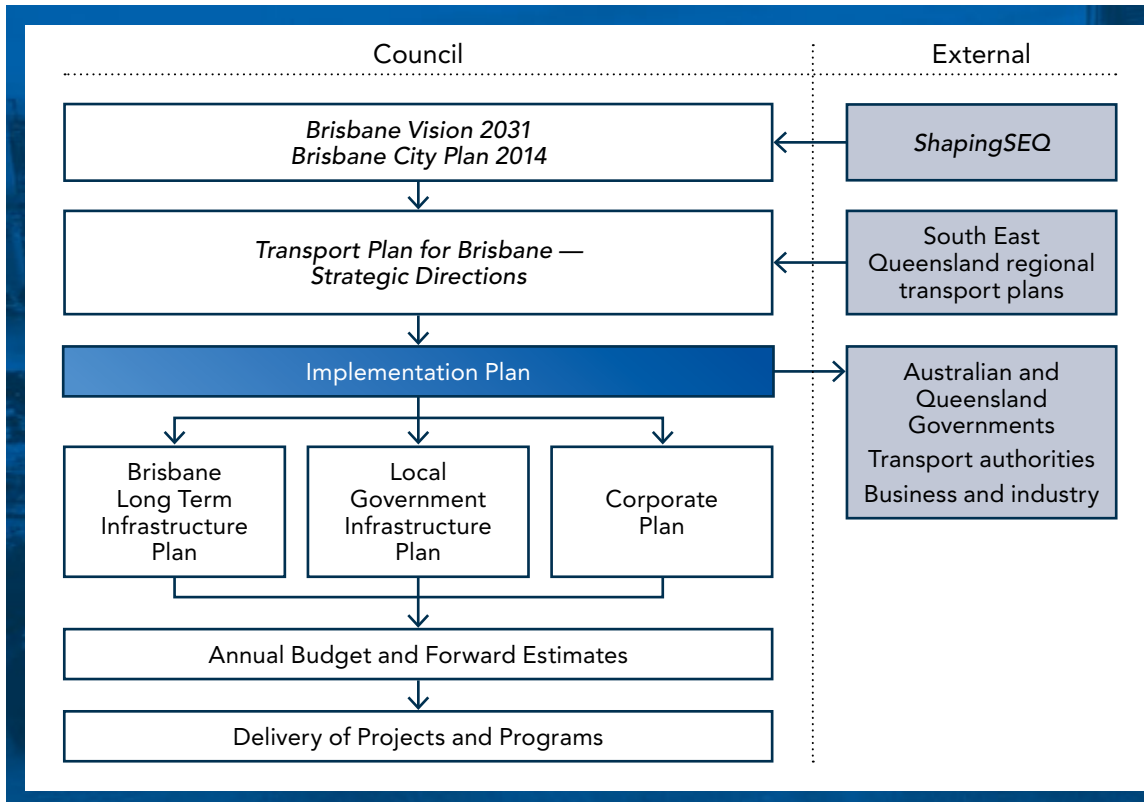 Council
External
Brisbane Vision 2031
Brisbane City Plan 2014
ShapingSEQ
Transport Plan for Brisbane —
Strategic Directions
South East
Queensland regional
transport plans
Implementation Plan
Australian and
Queensland
Governments
Transport authorities
Business and industry
Brisbane
Long Term
Infrastructure
Plan
Local
Government
Infrastructure
Plan
Corporate
Plan
Annual Budget and Forward Estimates
Delivery of Projects and Programs